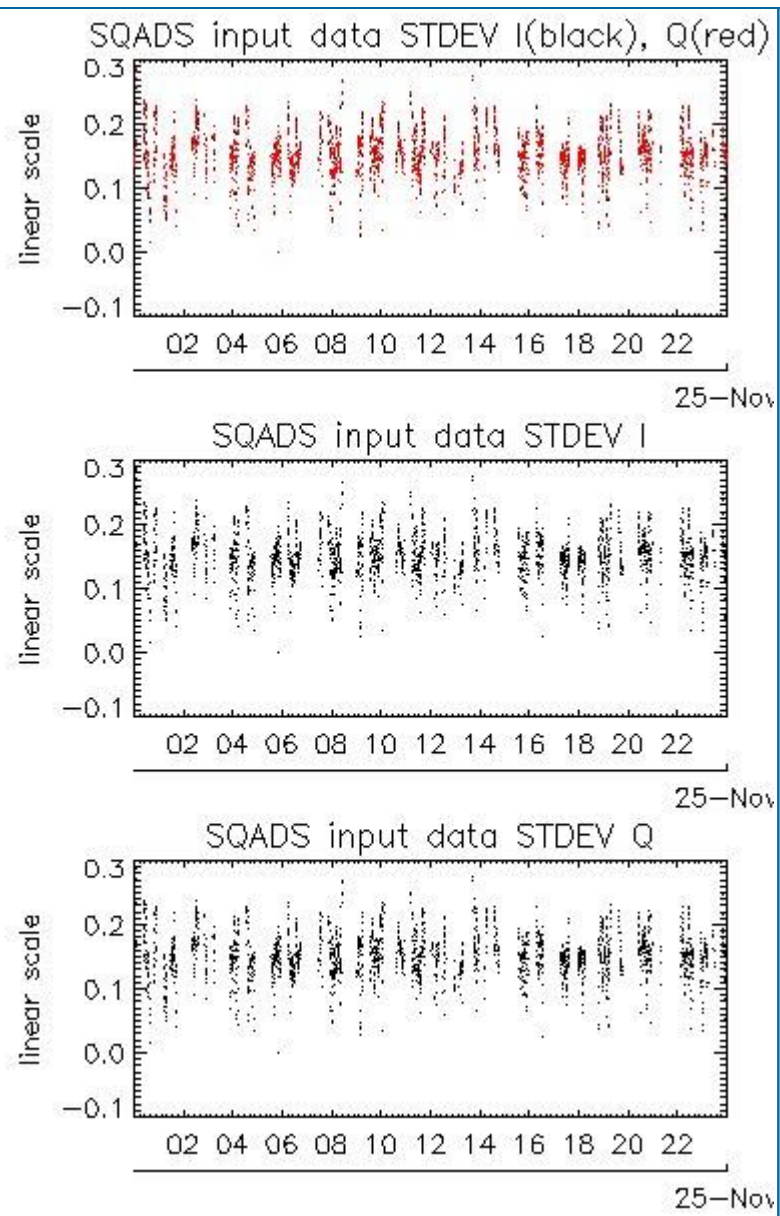 SQADS input data STDEV I(black), Q(red)
0.3
0.2
0.1
0.0
−0.1
linear scale
02 04 06 08 10 12 14 16 18 20 22
25−Nov
SQADS input data STDEV I
0.3
0.2
0.1
0.0
−0.1
linear scale
02 04 06 08 10 12 14 16 18 20 22
25−Nov
SQADS input data STDEV Q
0.3
0.2
0.1
0.0
−0.1
linear scale
02 04 06 08 10 12 14 16 18 20 22
25−Nov